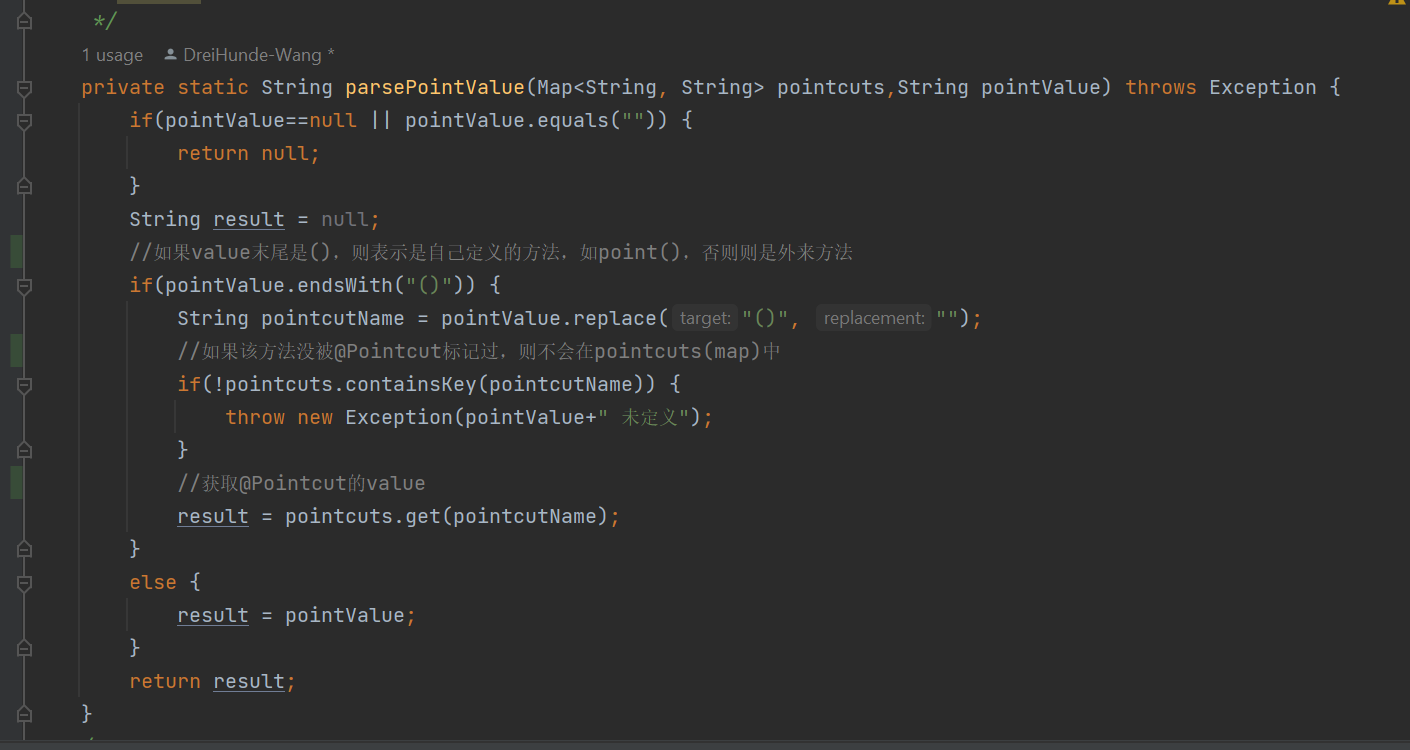 */
1 usage DreiHunde-Wang *
private static String parsePointValue(Map<String, String> pointcuts,String pointValue) throws Exception {
if(pointValue==null || pointValue.equals("")) {
return null;
}
String result = null;
//如果value末尾是(), 则表示是自己定义的方法, 如point(), 否则则是外来方法
if(pointValue.endsWith("()")) {
String pointcutName = pointValue.replace( target: "()", replacement: "");
//如果该方法没被@Pointcut标记过, 则不会在pointcuts(map)中
if(!pointcuts.containsKey(pointcutName)) {
throw new Exception(pointValue+" 未定义");
}
//获取@Pointcut的value
result = pointcuts.get(pointcutName);
}
else {
result = pointValue;
}
return result;
}